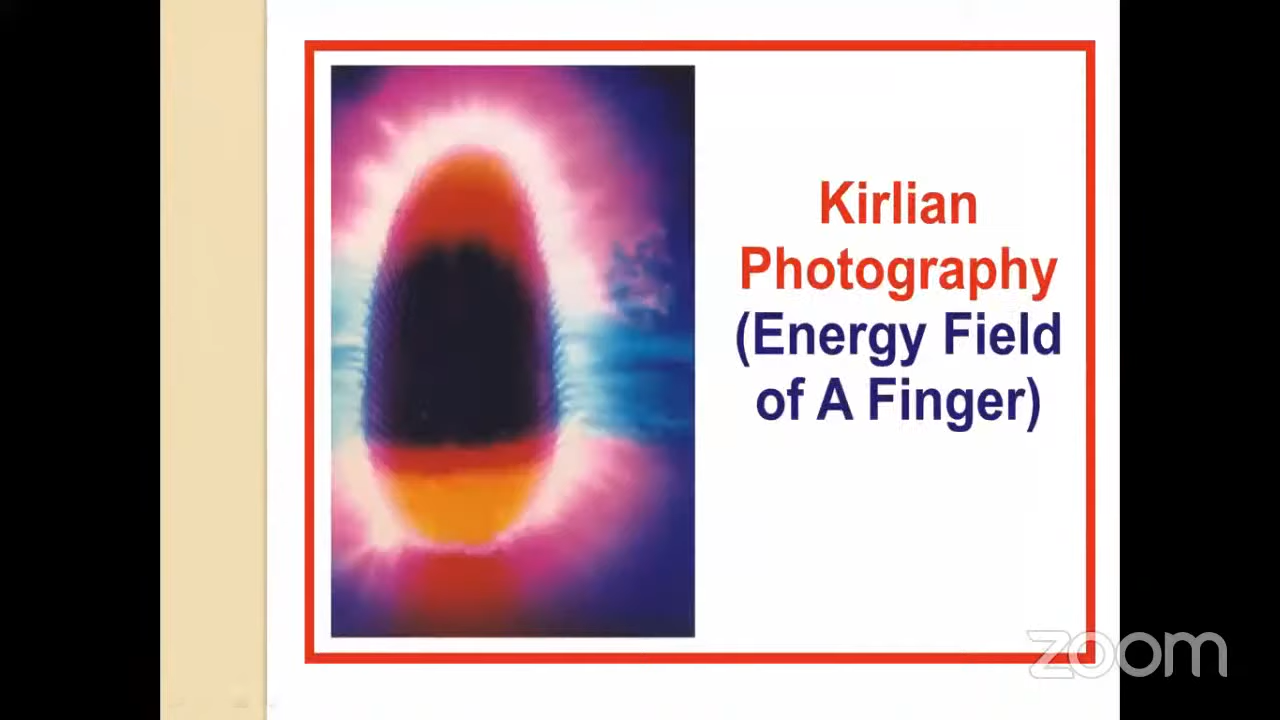 Kirlian
Photography
(Energy Field
of A Finger)
zoom